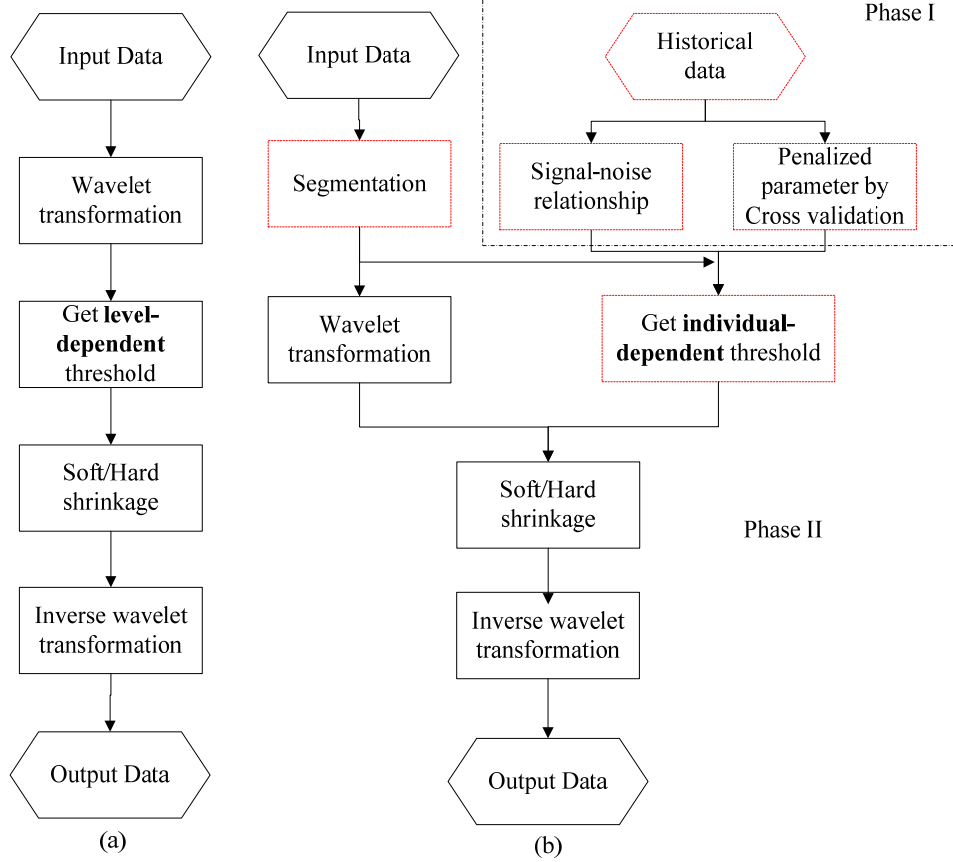 Input Data
Wavelet
transformation
Get level-
dependent
threshold
Soft/Hard
shrinkage
Inverse wavelet
transformation
Output Data
(a)
Phase I
Historical
data
Signal-noise
relationship
Penalized
parameter by
Cross validation
Input Data
Segmentation
Wavelet
transformation
Get individual-
dependent threshold
Soft/Hard
shrinkage
Phase II
Inverse wavelet
transformation
Output Data
(b)